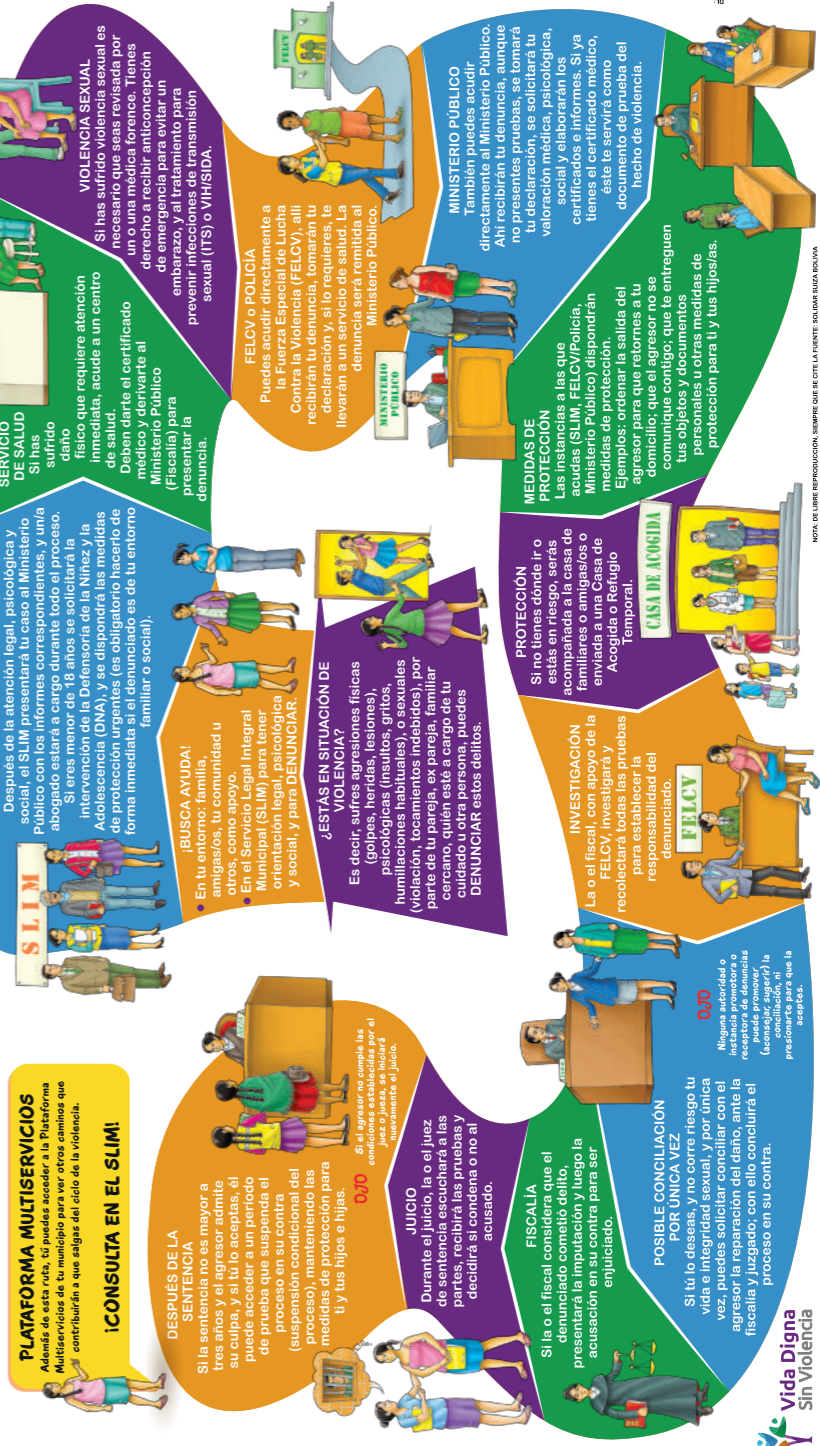 PLATAFORMA MULTISERVICIOS
Además de esta ruta, tú puedes acceder a la Plataforma
Multiservicios de tu municipio para ver otros caminos que
contribuirán a que salgas del ciclo de la violencia.
¡CONSULTA EN EL SLIM!
¿ESTÁS EN SITUACIÓN DE
VIOLENCIA?
Es decir, sufres agresiones físicas
(golpes, heridas, lesiones),
psicológicas (insultos, gritos,
humillaciones habituales), o sexuales
(violación, tocamientos indebidos), por
parte de tu pareja, ex pareja, familiar
cercano, quién esté a cargo de tu
cuidado u otra persona, puedes
DENUNCIAR estos delitos.
¡BUSCA AYUDA!
• En tu entorno: familia,
amigas/os, tu comunidad u
otros, como apoyo.
• En el Servicio Legal Integral
Municipal (SLIM) para tener
orientación legal, psicológica
y social, y para DENUNCIAR.
SLIM
Después de la atención legal, psicológica y
social, el SLIM presentará tu caso al Ministerio
Público con los informes correspondientes, y un/a
abogado estará a cargo durante todo el proceso.
Si eres menor de 18 años se solicitará la
intervención de la Defensoría de la Niñez y la
Adolescencia (DNA), y se dispondrá las medidas
de protección urgentes (es obligatorio hacerlo de
forma inmediata si el denunciado es de tu entorno
familiar o social).
SERVICIO
DE SALUD
Si has
sufrido
daño
físico que requiere atención
inmediata, acude a un centro
de salud.
Deben darte el certificado
médico y derivarte al
Ministerio Público
(Fiscalía) para
presentar la
denuncia.
VIOLENCIA SEXUAL
Si has sufrido violencia sexual es
necesario que seas revisada por
un o una médica forence. Tienes
derecho a recibir anticoncepción
de emergencia para evitar un
embarazo, y al tratamiento para
prevenir infecciones de transmisión
sexual (ITS) o VIH/SIDA.
FELCV o POLICÍA
Puedes acudir directamente a
la Fuerza Especial de Lucha
Contra la Violencia (FELCV), allí
recibirán tu denuncia, tomarán tu
declaración y, si lo requieres, te
llevarán a un servicio de salud. La
denuncia será remitida al
Ministerio Público.
FELCV
MINISTERIO PÚBLICO
También puedes acudir
directamente al Ministerio Público.
Ahí recibirán tu denuncia, aunque
no presentes pruebas, se tomará
tu declaración, se solicitará tu
valoración médica, psicológica,
social y elaborarán los
certificados e informes. Si ya
tienes el certificado médico,
éste te servirá como
documento de prueba del
hecho de violencia.
MINISTERIO
PÚBLICO
MEDIDAS DE
PROTECCIÓN
Las instancias a las que
acudas (SLIM, FELCV/Policía,
Ministerio Público) dispondrán
medidas de protección.
Ejemplos: ordenar la salida del
agresor para que retornes a tu
domicilio; que el agresor no se
comunique contigo; que te entreguen
tus objetos y documentos
personales u otras medidas de
protección para ti y tus hijos/as.
PROTECCIÓN
Si no tienes dónde ir o
estás en riesgo, serás
acompañada a la casa de
familiares o amigas/os o
enviada a una Casa de
Acogida o Refugio
Temporal.
CASA DE ACOGIDA
INVESTIGACIÓN
La o el fiscal, con apoyo de la
FELCV, investigará y
recolectará todas las pruebas
para establecer la
responsabilidad del
denunciado.
FELCV
POSIBLE CONCILIACIÓN
POR ÚNICA VEZ
Si tú lo deseas, y no corre riesgo tu
vida e integridad sexual, y por única
vez, puedes solicitar conciliar con el
agresor la reparación del daño, ante la
fiscalía y juzgado; con ello concluirá el
proceso en su contra.
OJO
Ninguna autoridad o
instancia promotora o
receptora de denuncias
puede promover
(aconsejar, sugerir) la
conciliación, ni
presionarte para que la
aceptes.
FISCALÍA
Si la o el fiscal considera que el
denunciado cometió delito,
presentará la imputación y luego la
acusación en su contra para ser
enjuiciado.
JUICIO
Durante el juicio, la o el juez
de sentencia escuchará a las
partes, recibirá las pruebas y
decidirá si condena o no al
acusado.
DESPUÉS DE LA
SENTENCIA
Si la sentencia no es mayor a
tres años y el agresor admite
su culpa, y si tú lo aceptas, él
puede acceder a un periodo
de prueba que suspenda el
proceso en su contra
(suspensión condicional del
proceso), manteniendo las
medidas de protección para
ti y tus hijos e hijas.
OJO
Si el agresor no cumple las
condiciones establecidas por el
juez o jueza, se iniciará
nuevamente el juicio.
Vida Digna
Sin Violencia
NOTA: DE LIBRE REPRODUCCIÓN, SIEMPRE QUE SE CITE LA FUENTE: SOLIDAR SUIZA BOLIVIA